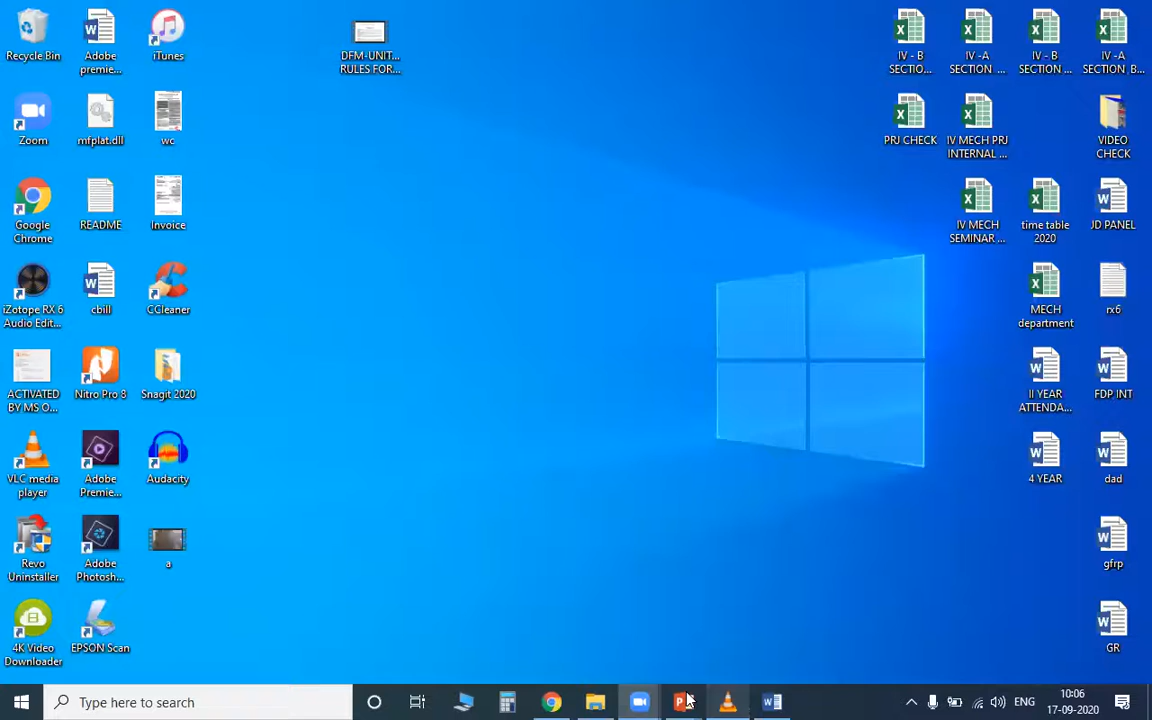 Recycle Bin
Adobe
premie...
iTunes
DFM-UNIT...
RULES FOR...
IV - B
SECTIO...
IV -A
SECTION ...
IV - B
SECTION ...
IV -A
SECTION B...
Zoom
mfplat.dll
wc
PRJ CHECK
IV MECH PRJ
INTERNAL ...
VIDEO
CHECK
Google
Chrome
README
Invoice
IV MECH
SEMINAR ...
time table
2020
JD PANEL
iZotope RX 6
Audio Edit...
cbill
CCleaner
MECH
department
rx6
ACTIVATED
BY MS O...
Nitro Pro 8
Snagit 2020
II YEAR
ATTENDA...
FDP INT
VLC media
player
Adobe
Premie...
Audacity
4 YEAR
dad
Revo
Uninstaller
Adobe
Photosh...
a
gfrp
4K Video
Downloader
EPSON Scan
GR
Type here to search
ENG
10:06
17-09-2020